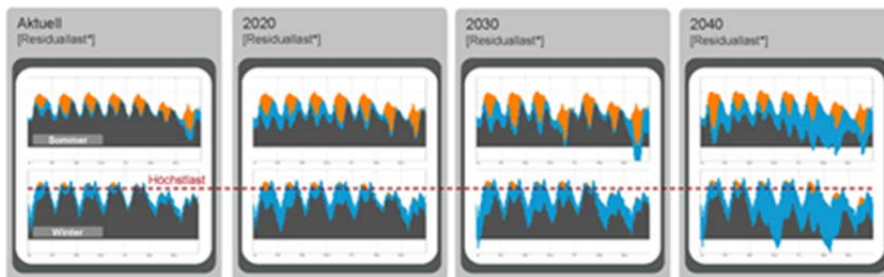 Aktuell
[Residuallast*]
2020
[Residuallast*]
2030
[Residuallast*]
2040
[Residuallast*]
Sommer
Höchstlast
Winter